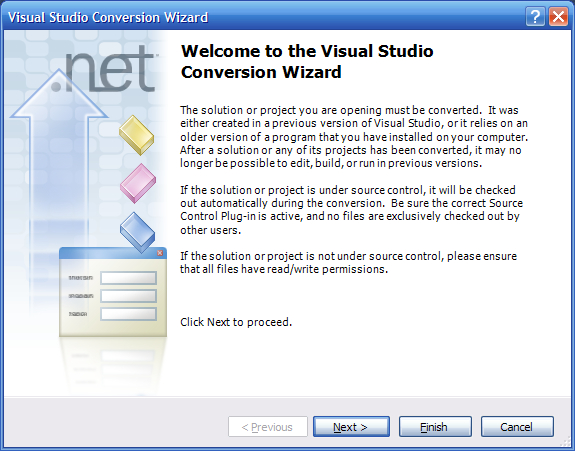 Visual Studio Conversion Wizard
.net
Welcome to the Visual Studio
Conversion Wizard
The solution or project you are opening must be converted.  It was
either created in a previous version of Visual Studio, or it relies on an
older version of a program that you have installed on your computer.
After a solution or any of its projects has been converted, it may no
longer be possible to edit, build, or run in previous versions.
If the solution or project is under source control, it will be checked
out automatically during the conversion.  Be sure the correct Source
Control Plug-in is active, and no files are exclusively checked out by
other users.
If the solution or project is not under source control, please ensure
that all files have read/write permissions.
Click Next to proceed.
< Previous
Next >
Finish
Cancel